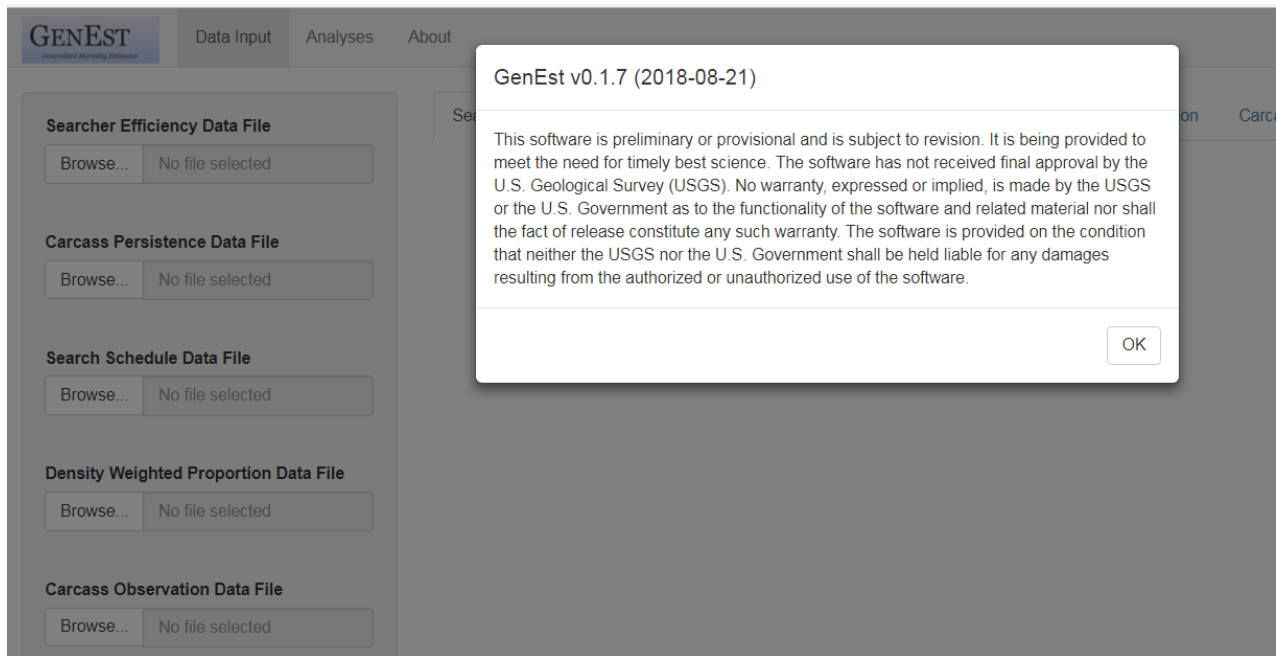 GENEST
Generalized Mortality Estimator
Data Input
Analyses
About
GenEst v0.1.7 (2018-08-21)
This software is preliminary or provisional and is subject to revision. It is being provided to
meet the need for timely best science. The software has not received final approval by the
U.S. Geological Survey (USGS). No warranty, expressed or implied, is made by the USGS
or the U.S. Government as to the functionality of the software and related material nor shall
the fact of release constitute any such warranty. The software is provided on the condition
that neither the USGS nor the U.S. Government shall be held liable for any damages
resulting from the authorized or unauthorized use of the software.
OK
Searcher Efficiency Data File
Browse... No file selected
Carcass Persistence Data File
Browse... No file selected
Search Schedule Data File
Browse... No file selected
Density Weighted Proportion Data File
Browse... No file selected
Carcass Observation Data File
Browse... No file selected